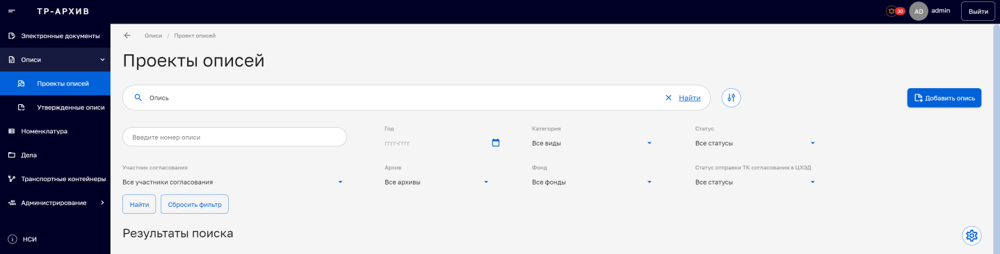 ТР-АРХИВ
30
AD
admin
Выйти
Электронные документы
Описи
Проекты описей
Утвержденные описи
Номенклатура
Дела
Транспортные контейнеры
Администрирование
НСИ
Описи / Проект описей
Проекты описей
Опись
Найти
Добавить опись
Введите номер описи
Год
гггг-гггг
Категория
Все виды
Статус
Все статусы
Участник согласования
Все участники согласования
Архив
Все архивы
Фонд
Все фонды
Статус отправки ТК согласования в ЦХЭД
Все статусы
Найти
Сбросить фильтр
Результаты поиска